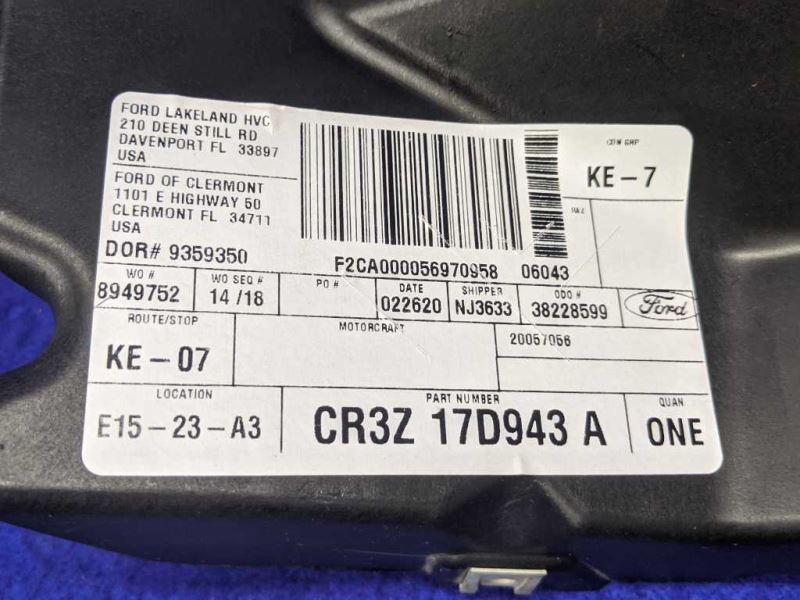 FORD LAKELAND HVC
210 DEEN STILL RD
DAVENPORT FL 33897
USA
FORD OF CLERMONT
1101 E HIGHWAY 50
CLERMONT FL 34711
USA
DOR# 9359350
F2CA000056970958 06043
KE-7
WO #
8949752
WO SEQ #
14/18
PO #
DATE
022620
SHIPPER
NJ3633
ODO #
38228599
Ford
ROUTE/STOP
KE-07
MOTORCRAFT
20057056
LOCATION
E15-23-A3
PART NUMBER
CR3Z 17D943 A
QUAN
ONE